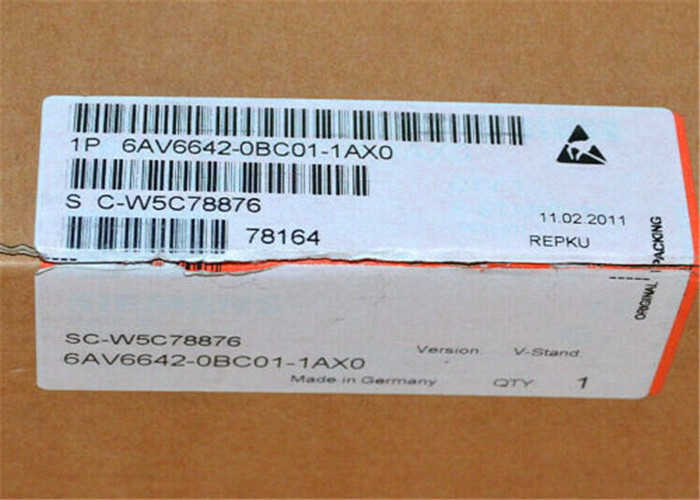 1P 6AV6642-0BC01-1AX0
S C-W5C78876
78164
11.02.2011
REPKU
ORIGINAL PACKING
SC-W5C78876
6AV6642-0BC01-1AX0
Version V-Stand
Made in Germany QTY 1